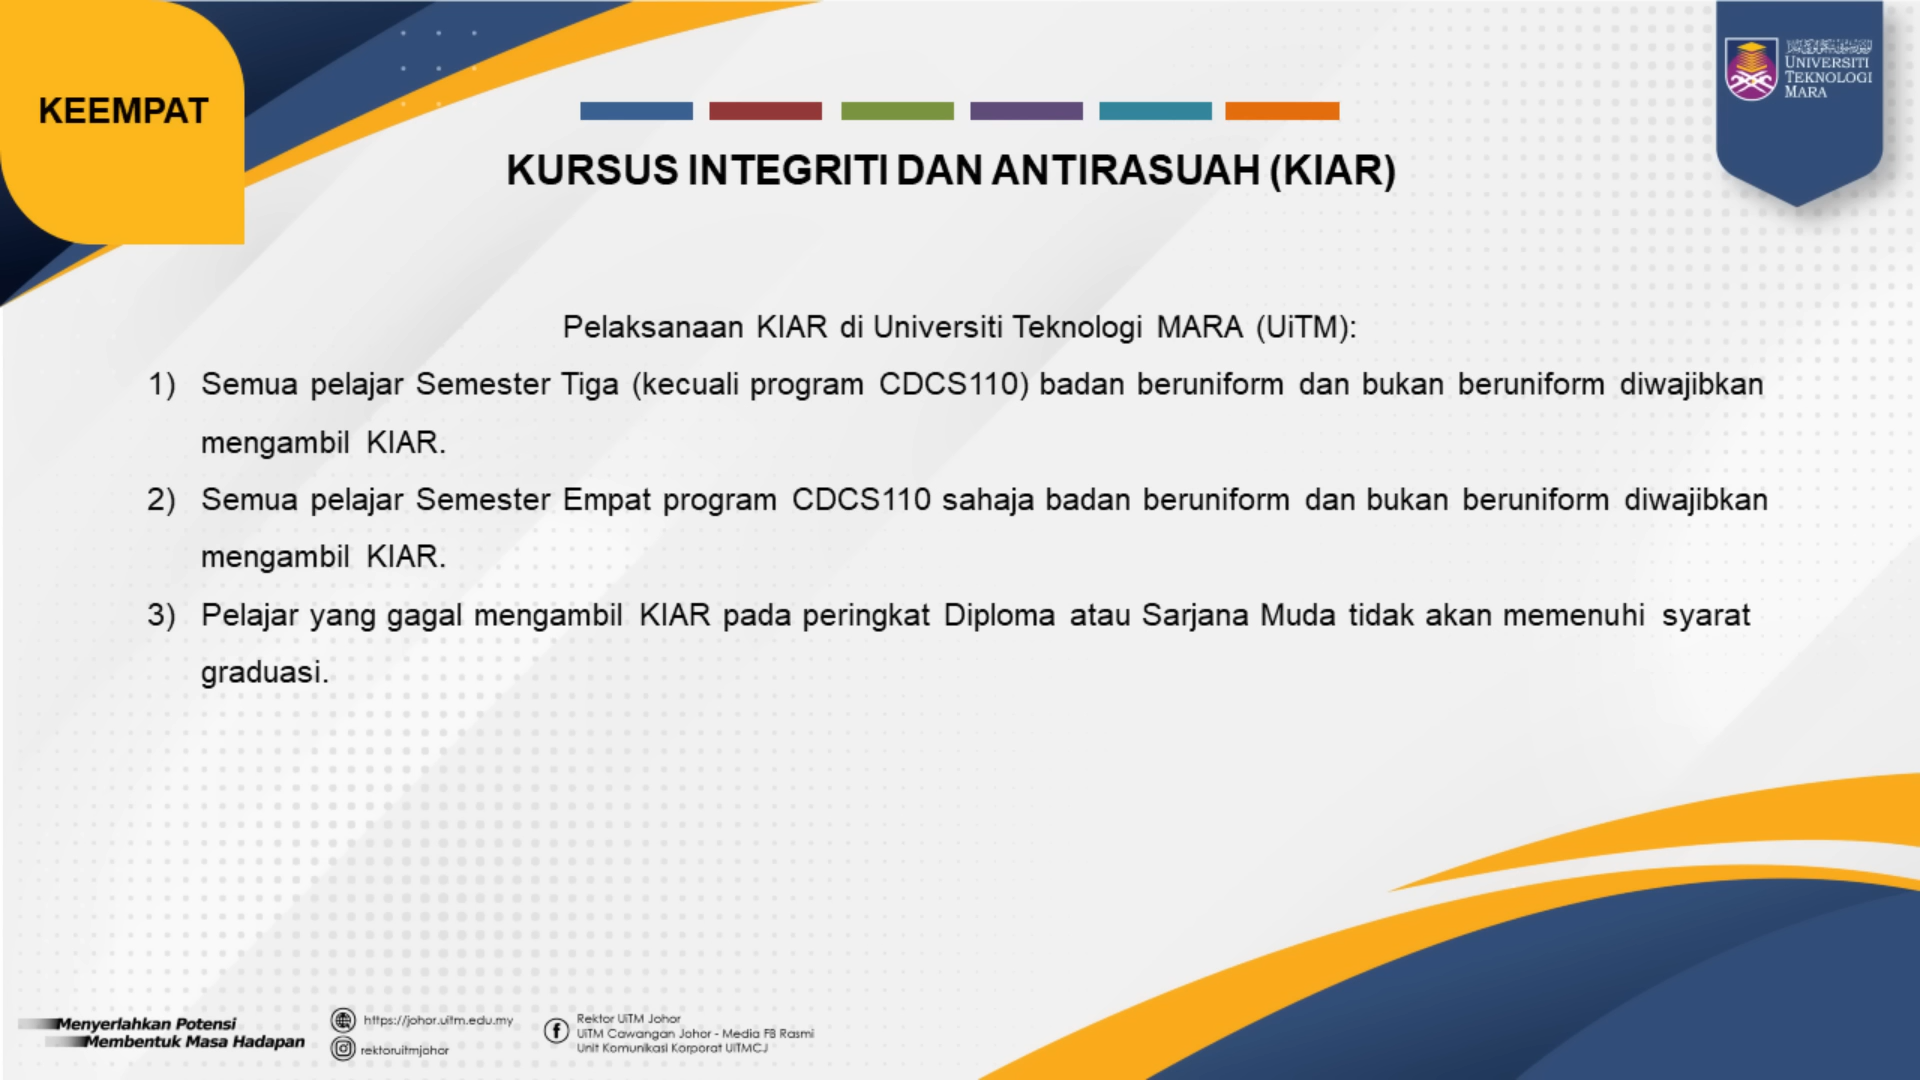 KEEMPAT
UNIVERSITI
TEKNOLOGI
MARA
KURSUS INTEGRITI DAN ANTIRASUAH (KIAR)
Pelaksanaan KIAR di Universiti Teknologi MARA (UiTM):
1) Semua pelajar Semester Tiga (kecuali program CDCS110) badan beruniform dan bukan beruniform diwajibkan
mengambil KIAR.
2) Semua pelajar Semester Empat program CDCS110 sahaja badan beruniform dan bukan beruniform diwajibkan
mengambil KIAR.
3) Pelajar yang gagal mengambil KIAR pada peringkat Diploma atau Sarjana Muda tidak akan memenuhi syarat
graduasi.
Menyerlahkan Potensi
Membentuk Masa Hadapan
https://johor.uitm.edu.my
rektoruitmjohor
Rektor UiTM Johor
UiTM Cawangan Johor - Media FB Rasmi
Unit Komunikasi Korporat UITMCJ